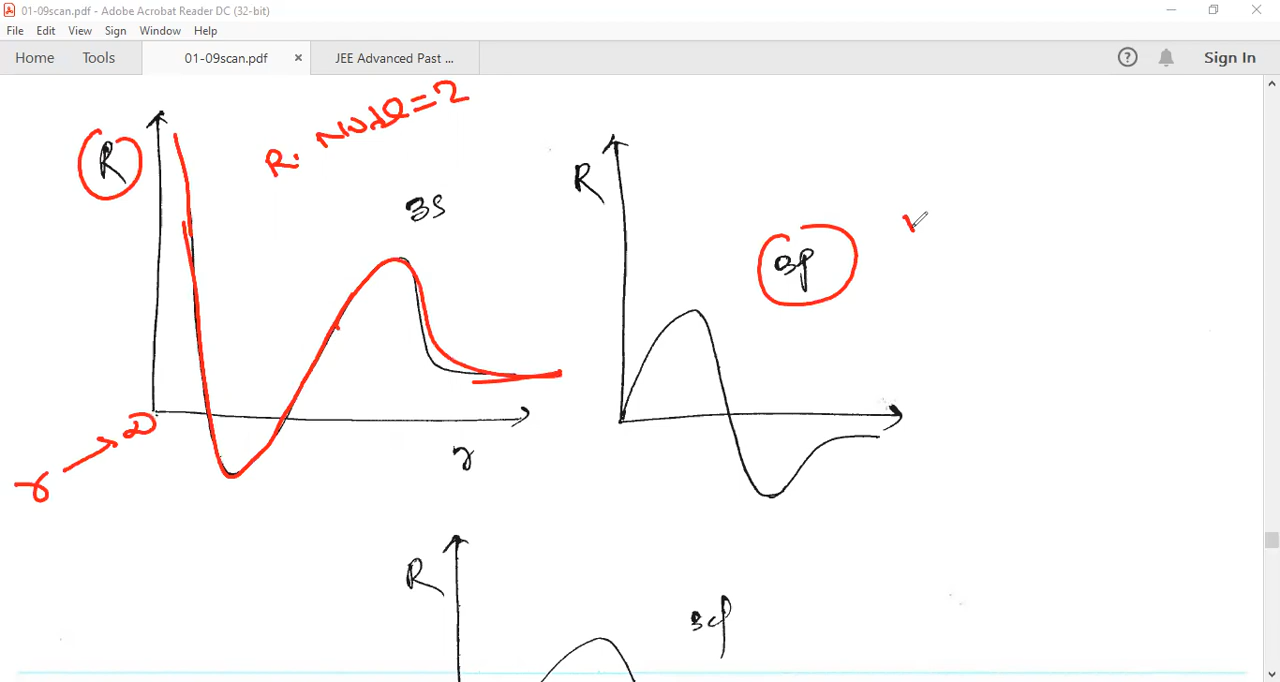 01-09scan.pdf - Adobe Acrobat Reader DC (32-bit)
File Edit View Sign Window Help
Home Tools 01-09scan.pdf × JEE Advanced Past ... ? Sign In
R
R. Node=2
3s
r
r → 0
R
3p
R
3d